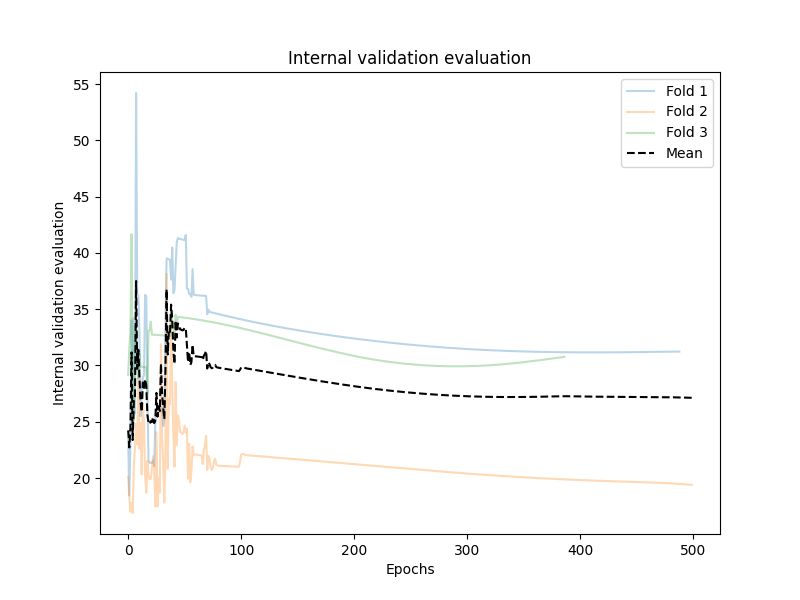 Internal validation evaluation
Fold 1
Fold 2
Fold 3
Mean
Internal validation evaluation
55
50
45
40
35
30
25
20
0 100 200 300 400 500
Epochs